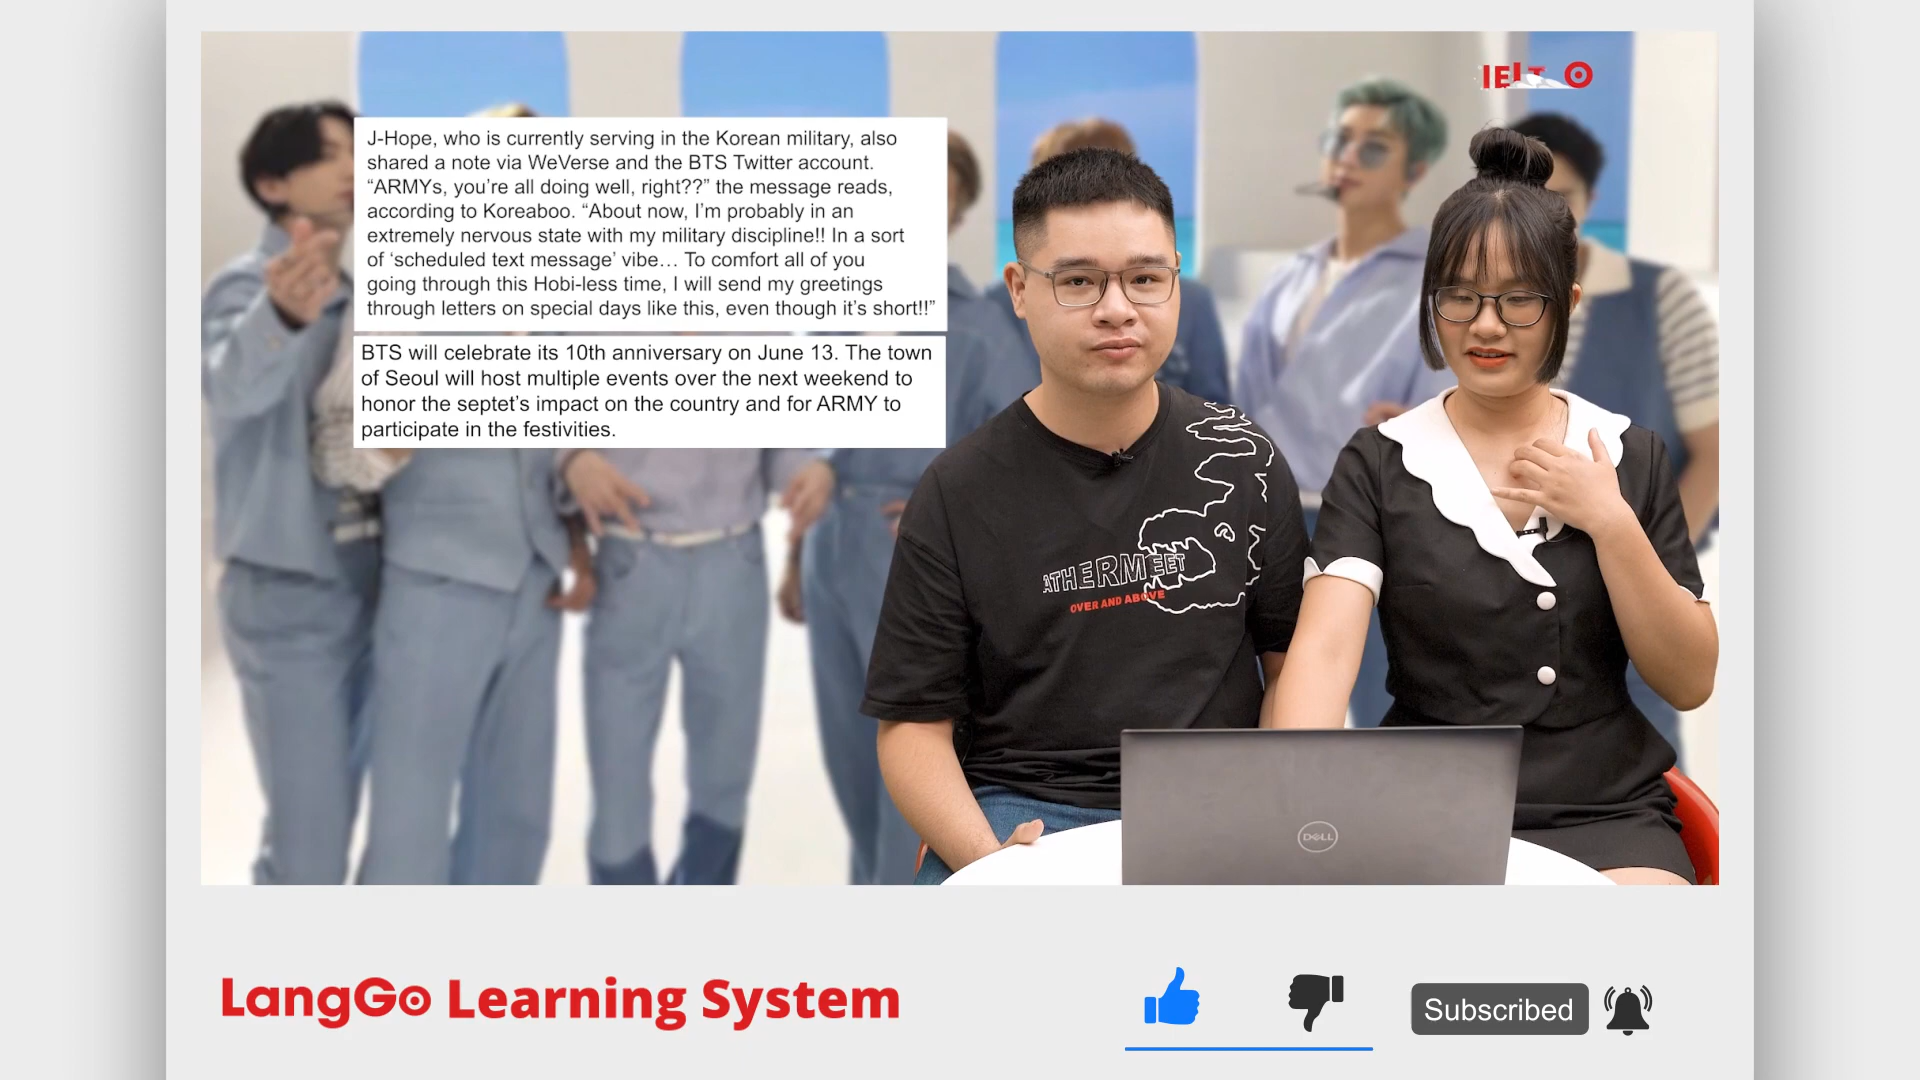 J-Hope, who is currently serving in the Korean military, also
shared a note via WeVerse and the BTS Twitter account.
“ARMYs, you’re all doing well, right??” the message reads,
according to Koreaboo. “About now, I’m probably in an
extremely nervous state with my military discipline!! In a sort
of ‘scheduled text message’ vibe… To comfort all of you
going through this Hobi-less time, I will send my greetings
through letters on special days like this, even though it’s short!!”
BTS will celebrate its 10th anniversary on June 13. The town
of Seoul will host multiple events over the next weekend to
honor the septet’s impact on the country and for ARMY to
participate in the festivities.
ATHERMEET
OVER AND ABOVE
DELL
LangGo Learning System
Subscribed